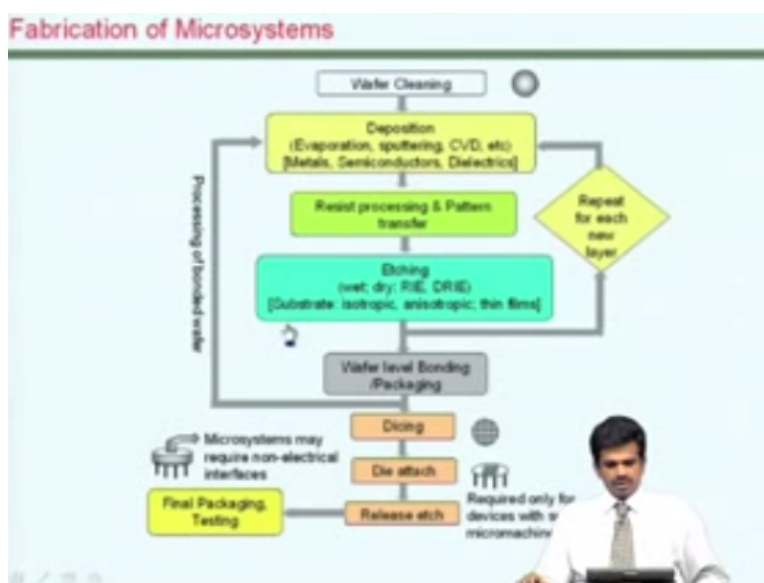 Fabrication of Microsystems
Wafer Cleaning
Deposition
(Evaporation, sputtering, CVD, etc)
[Metals, Semiconductors, Dielectrics]
Resist processing & Pattern
transfer
Repeat
for each
new
layer
Etching
(wet; dry: RIE, DRIE)
[Substrate: isotropic, anisotropic; thin films]
Processing of bonded wafer
Wafer level Bonding
/Packaging
Dicing
Microsystems may
require non-electrical
interfaces
Die attach
Required only for
devices with
Release etch
Final Packaging,
Testing